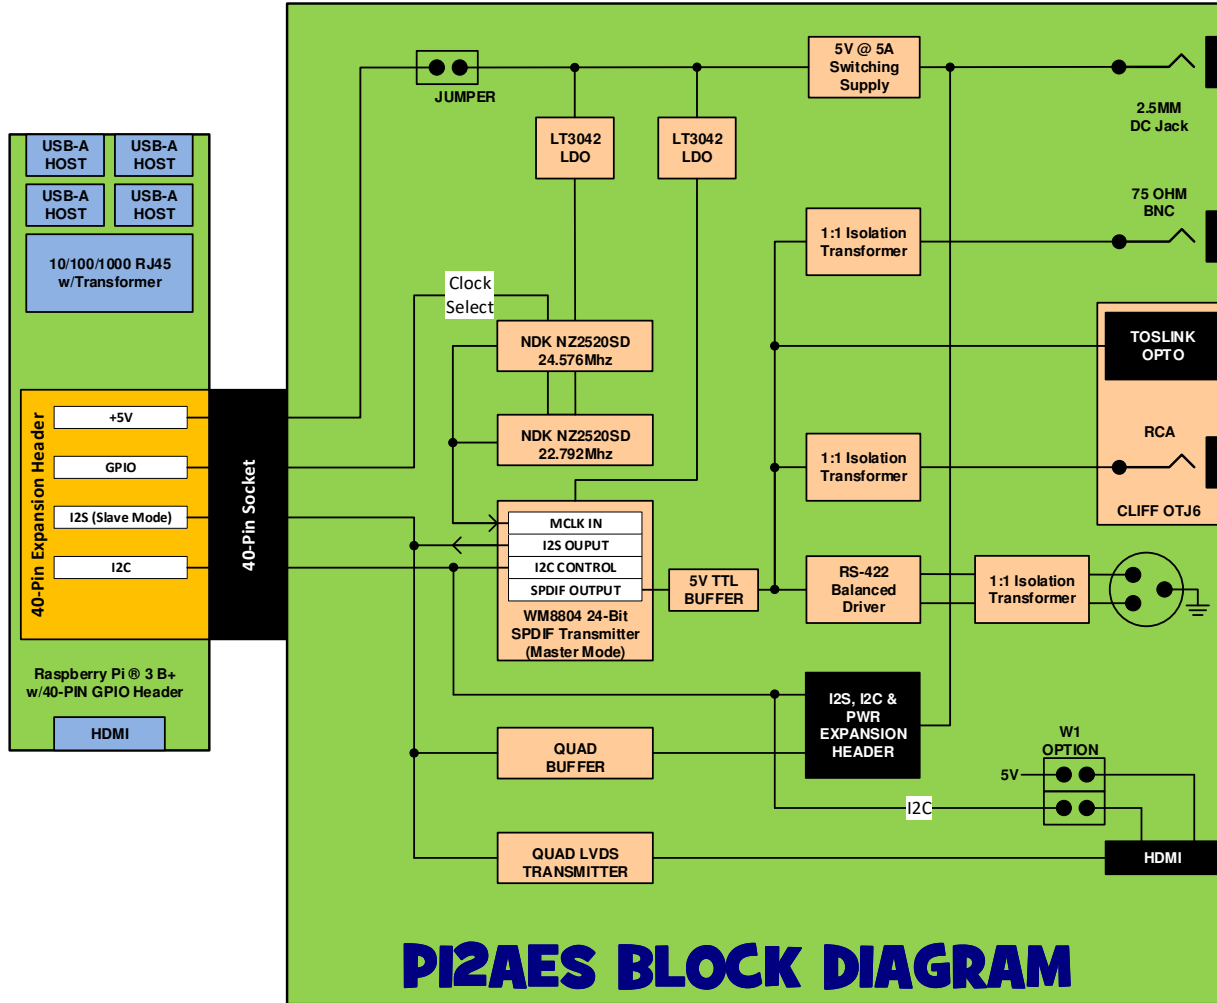 5V @ 5A
Switching
Supply
JUMPER
2.5MM
DC Jack
LT3042
LDO
LT3042
LDO
USB-A
HOST
USB-A
HOST
USB-A
HOST
USB-A
HOST
10/100/1000 RJ45
w/Transformer
75 OHM
BNC
1:1 Isolation
Transformer
Clock
Select
NDK NZ2520SD
24.576Mhz
TOSLINK
OPTO
NDK NZ2520SD
22.792Mhz
RCA
1:1 Isolation
Transformer
CLIFF OTJ6
40-Pin Expansion Header
+5V
GPIO
I2S (Slave Mode)
I2C
40-Pin Socket
MCLK IN
I2S OUPUT
I2C CONTROL
SPDIF OUTPUT
WM8804 24-Bit
SPDIF Transmitter
(Master Mode)
5V TTL
BUFFER
RS-422
Balanced
Driver
1:1 Isolation
Transformer
Raspberry Pi ® 3 B+
w/40-PIN GPIO Header
HDMI
I2S, I2C &
PWR
EXPANSION
HEADER
QUAD
BUFFER
W1
OPTION
5V
I2C
QUAD LVDS
TRANSMITTER
HDMI
PI2AES BLOCK DIAGRAM